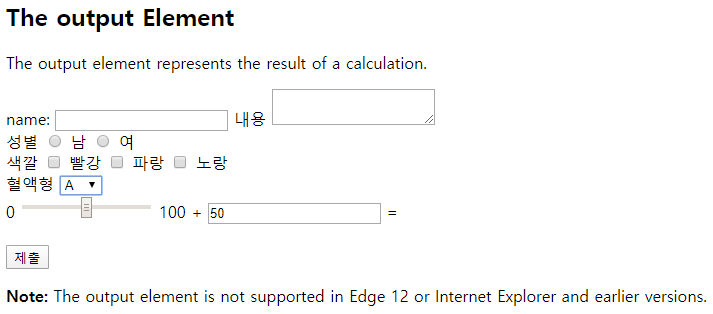 The output Element
The output element represents the result of a calculation.
name: 내용
성별 남 여
색깔 빨강 파랑 노랑
혈액형 A
0 100 + 50 =
제출
Note: The output element is not supported in Edge 12 or Internet Explorer and earlier versions.